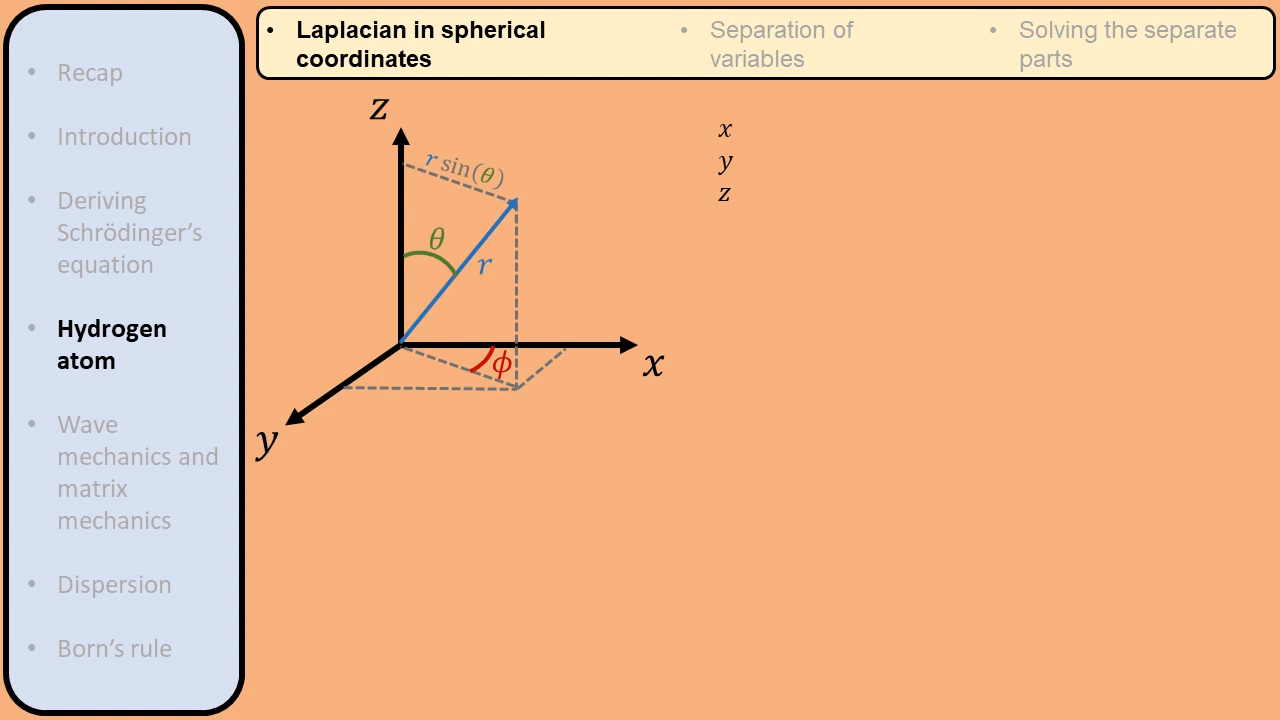 Recap
Introduction
Deriving
Schrödinger’s
equation
Hydrogen
atom
Wave
mechanics and
matrix
mechanics
Dispersion
Born’s rule
Laplacian in spherical
coordinates
Separation of
variables
Solving the separate
parts
z
r sin(θ)
θ
r
ϕ
x
y
x
y
z